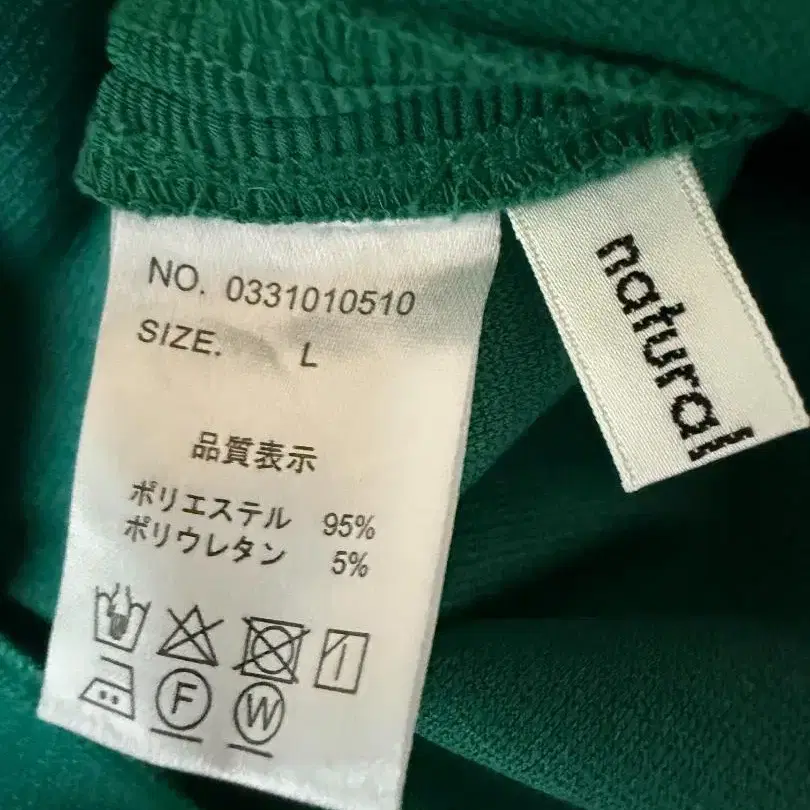 NO. 0331010510
SIZE. L
品質表示
ポリエステル 95%
ポリウレタン 5%
F W
natural